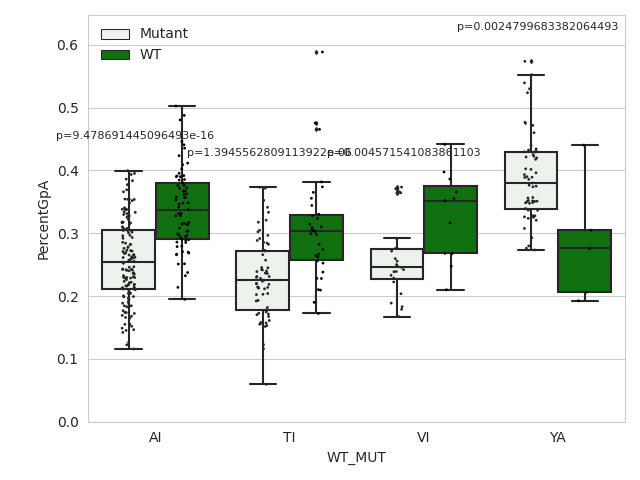 Mutant
WT
p=0.0024799683382064493
p=9.478691445096493e-16
p=1.3945562809113922e-06
p=0.004571541083861103
0.6
0.5
0.4
0.3
0.2
0.1
0.0
PercentGpA
AI
TI
VI
YA
WT_MUT